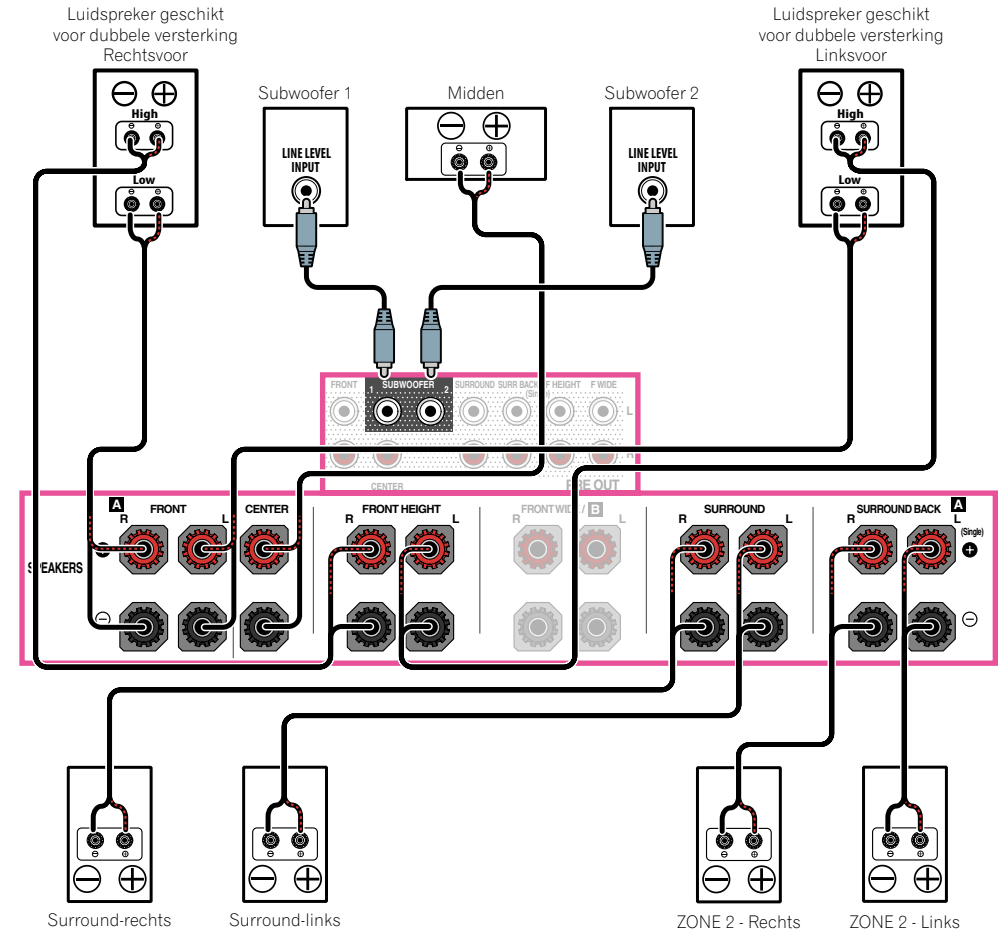 Luidspreker geschikt
voor dubbele versterking
Rechtsvoor
Luidspreker geschikt
voor dubbele versterking
Linksvoor
Subwoofer 1
Midden
Subwoofer 2
High
Low
LINE LEVEL
INPUT
LINE LEVEL
INPUT
High
Low
FRONT
1 SUBWOOFER 2
SURROUND
SURR BACK
(Single)
F HEIGHT
F WIDE
L
R
CENTER
PRE OUT
A
R FRONT L
CENTER
R FRONT HEIGHT L
FRONT WIDE / B
R L
R SURROUND L
R SURROUND BACK L
A
(Single)
SPEAKERS
Surround-rechts
Surround-links
ZONE 2 - Rechts
ZONE 2 - Links